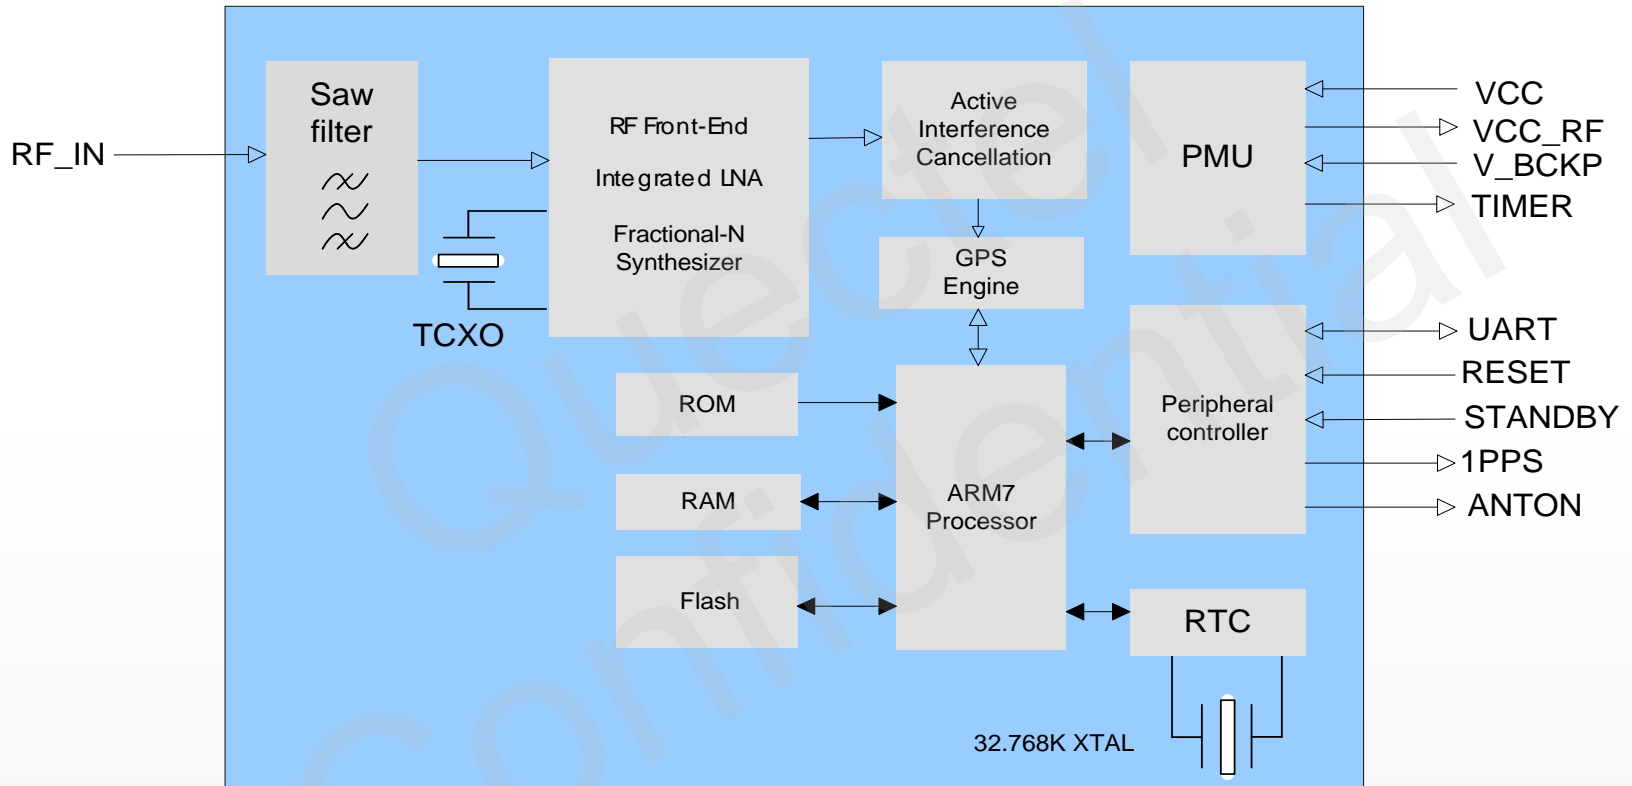 RF_IN
Saw
filter
RF Front-End
Integrated LNA
Fractional-N
Synthesizer
TCXO
Active
Interference
Cancellation
GPS
Engine
PMU
VCC
VCC_RF
V_BCKP
TIMER
ROM
RAM
Flash
ARM7
Processor
Peripheral
controller
UART
RESET
STANDBY
1PPS
ANTON
RTC
32.768K XTAL
Quectel
Confidential